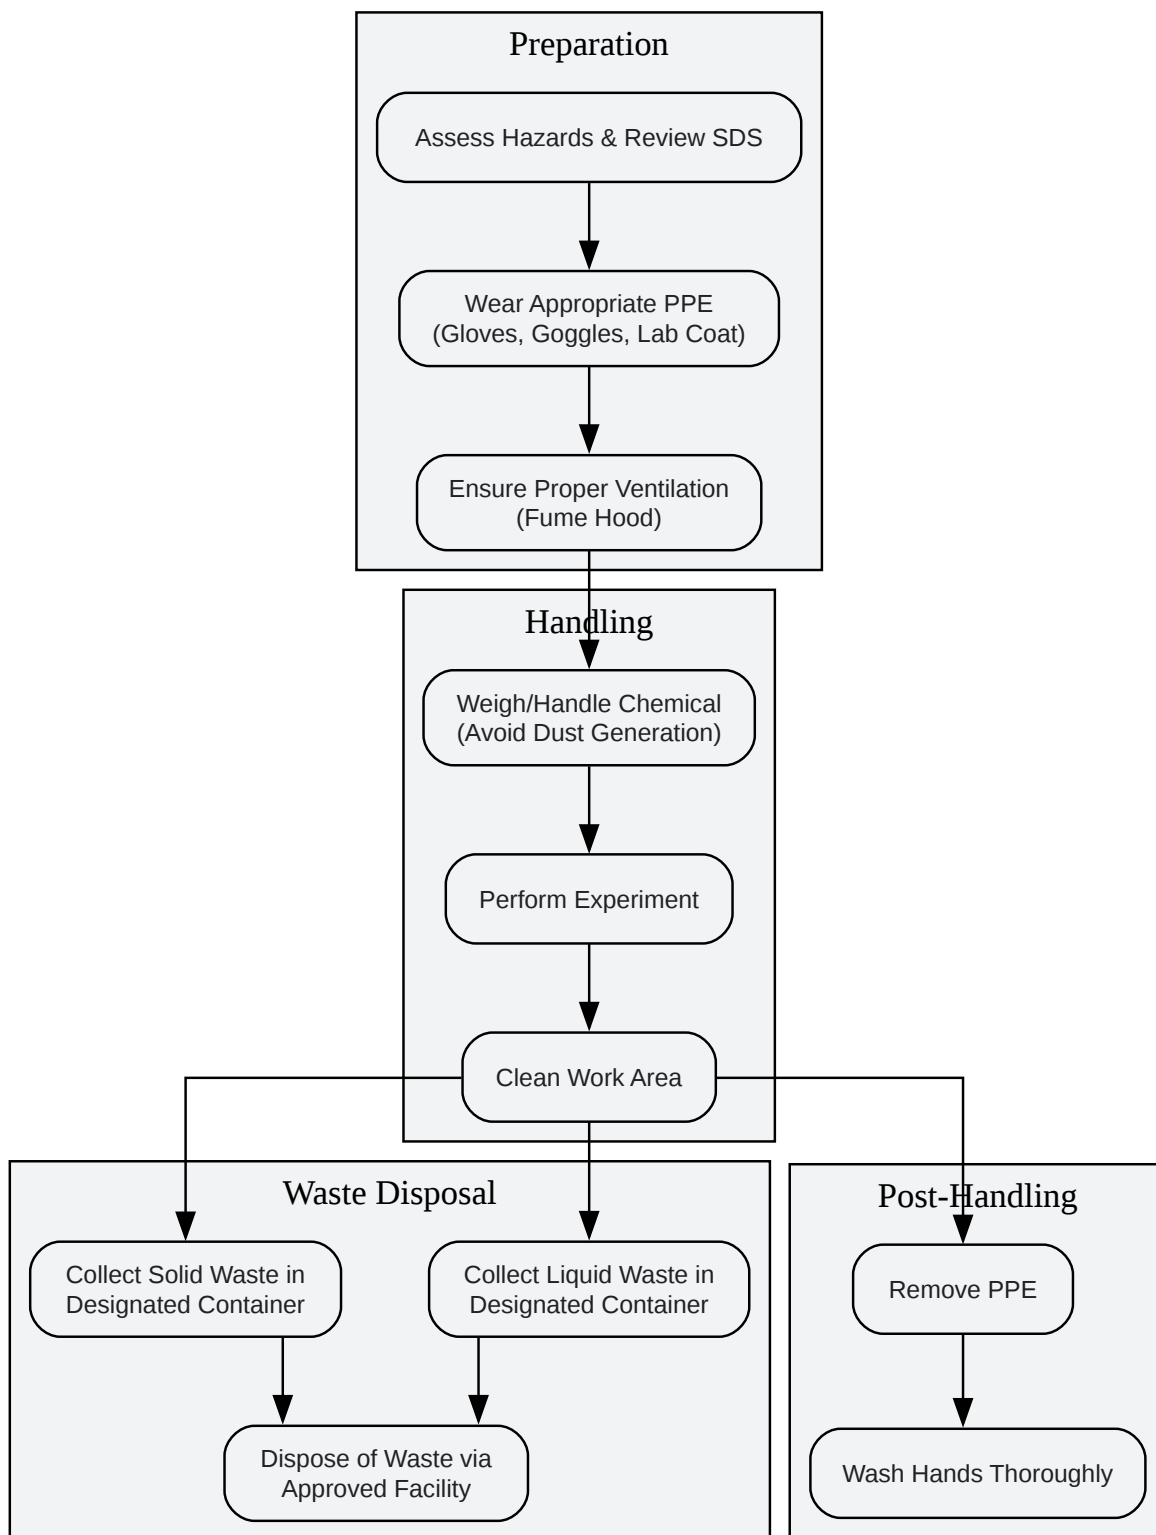 Preparation
Assess Hazards & Review SDS
Wear Appropriate PPE
(Gloves, Goggles, Lab Coat)
Ensure Proper Ventilation
(Fume Hood)
Handling
Weigh/Handle Chemical
(Avoid Dust Generation)
Perform Experiment
Clean Work Area
Waste Disposal
Collect Solid Waste in
Designated Container
Collect Liquid Waste in
Designated Container
Dispose of Waste via
Approved Facility
Post-Handling
Remove PPE
Wash Hands Thoroughly